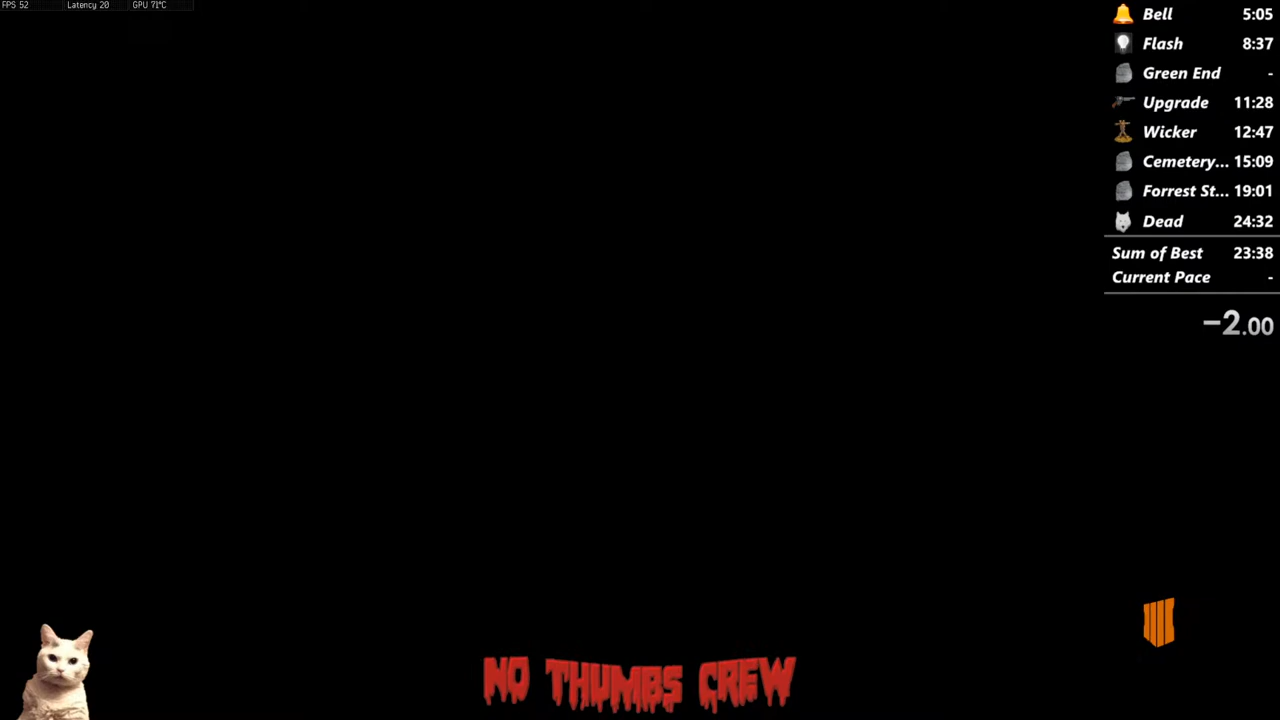 FPS 52 Latency 20 GPU 71°C
Bell 5:05
Flash 8:37
Green End -
Upgrade 11:28
Wicker 12:47
Cemetery... 15:09
Forrest St... 19:01
Dead 24:32
Sum of Best 23:38
Current Pace -
-2.00
NO THUMBS CREW